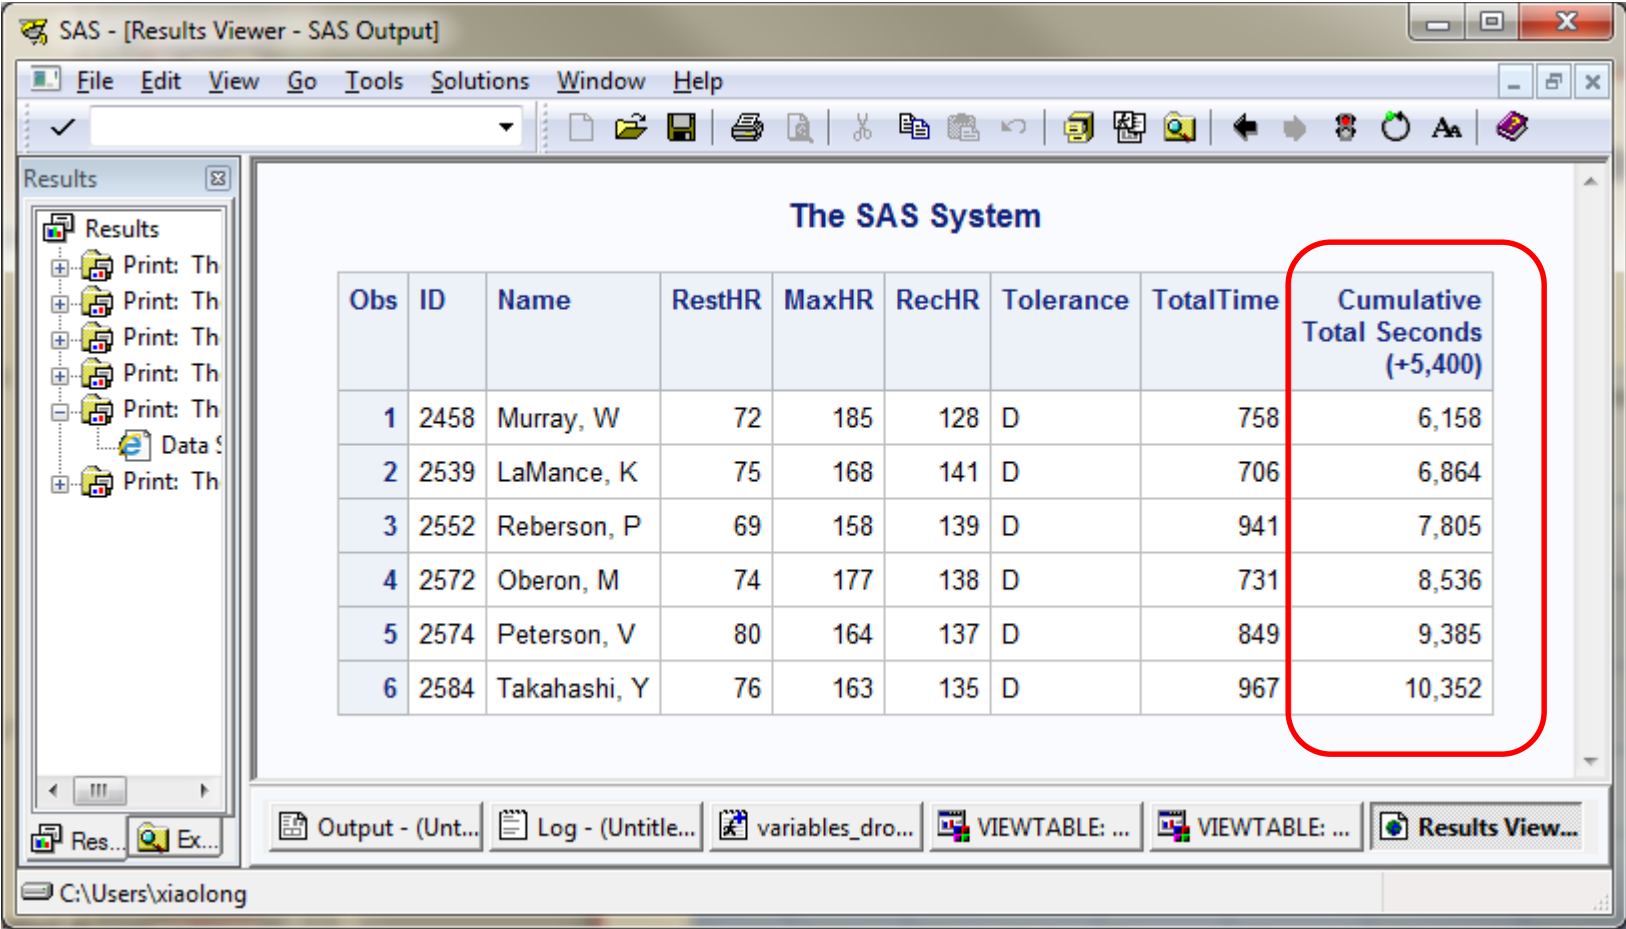 SAS - [Results Viewer - SAS Output]
File Edit View Go Tools Solutions Window Help
Results
Results
Print: Th
Print: Th
Print: Th
Print: Th
Print: Th
Data S
Print: Th
Res... Ex...
The SAS System
Obs ID Name RestHR MaxHR RecHR Tolerance TotalTime Cumulative
Total Seconds
(+5,400)
1 2458 Murray, W 72 185 128 D 758 6,158
2 2539 LaMance, K 75 168 141 D 706 6,864
3 2552 Reberson, P 69 158 139 D 941 7,805
4 2572 Oberon, M 74 177 138 D 731 8,536
5 2574 Peterson, V 80 164 137 D 849 9,385
6 2584 Takahashi, Y 76 163 135 D 967 10,352
Output - (Unt... Log - (Untitle... variables_dro... VIEWTABLE: ... VIEWTABLE: ... Results View...
C:\Users\xiaolong